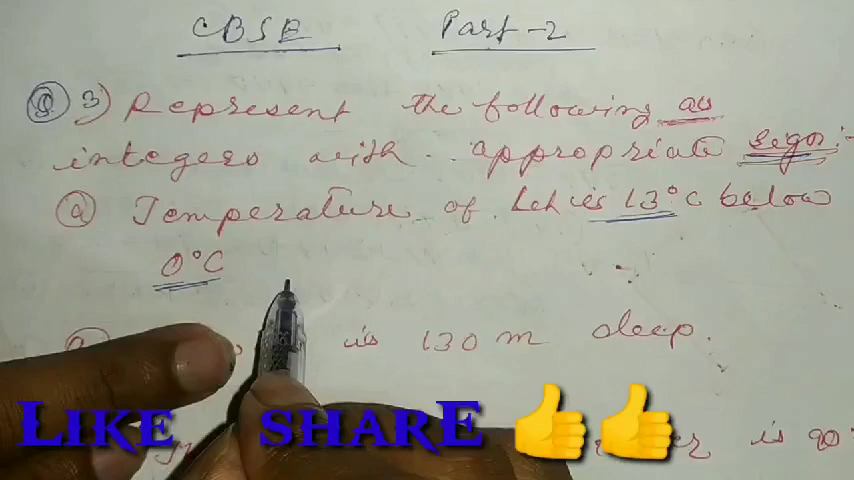 CBSE Part-2
Q 3) Represent the following as
integers with appropriate sign:-
a Temperature of Leh is 13°C below
0°C
is 130 m deep.
is 90
LIKE SHARE